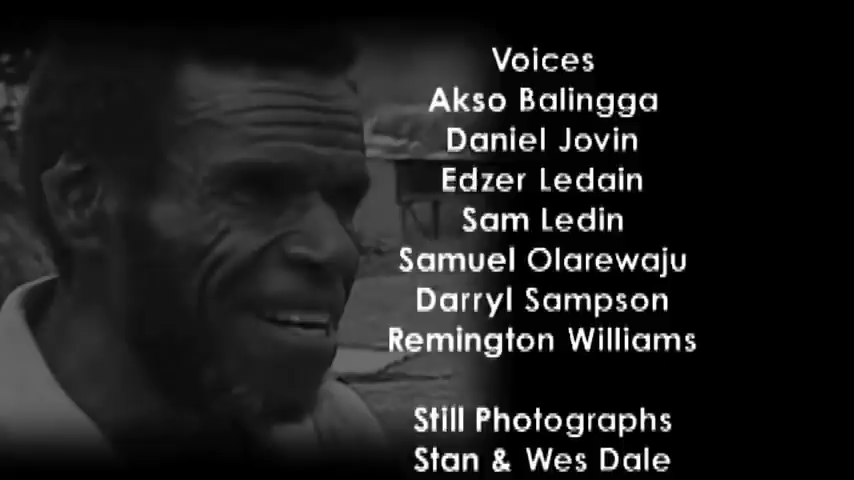 Voices
Akso Balingga
Daniel Jovin
Edzer Ledain
Sam Ledin
Samuel Olarewaju
Darryl Sampson
Remington Williams
Still Photographs
Stan & Wes Dale